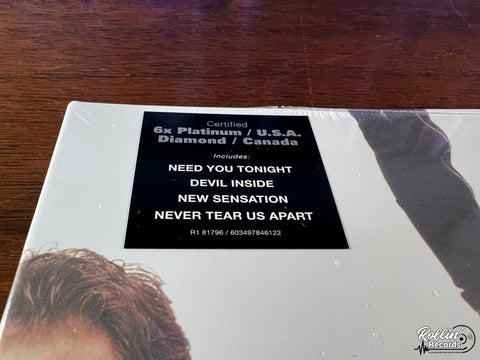 Certified
6x Platinum / U.S.A.
Diamond / Canada
Includes:
NEED YOU TONIGHT
DEVIL INSIDE
NEW SENSATION
NEVER TEAR US APART
R1 81796 / 603497846122
Rollin'
Records